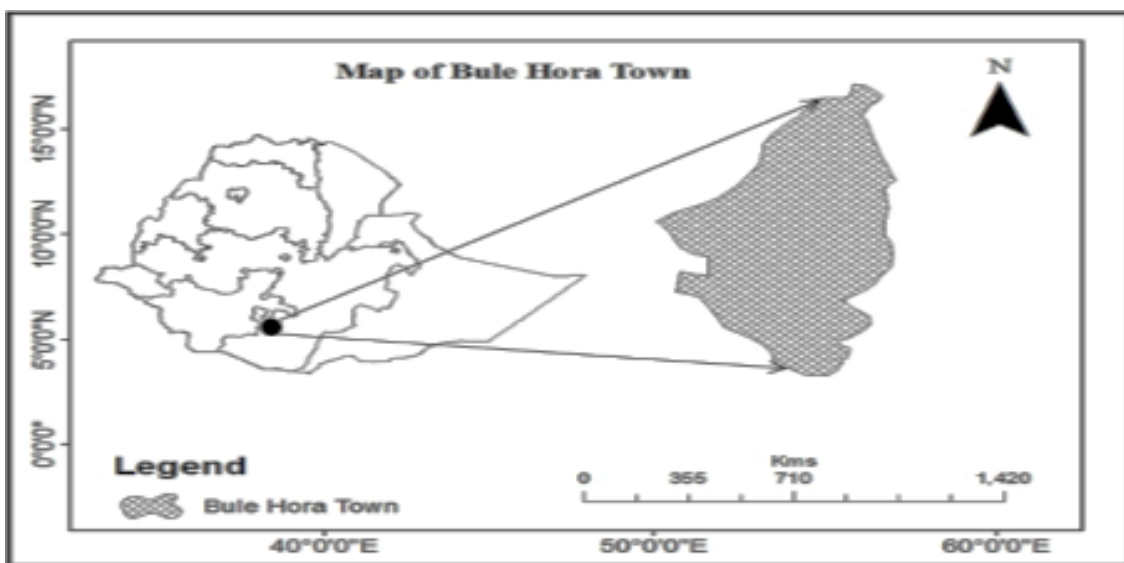 Map of Bule Hora Town
N
15°0'0"N
10°0'0"N
5°0'0"N
0°0'0"
Legend
Bule Hora Town
Kms
0 355 710 1,420
40°0'0"E 50°0'0"E 60°0'0"E